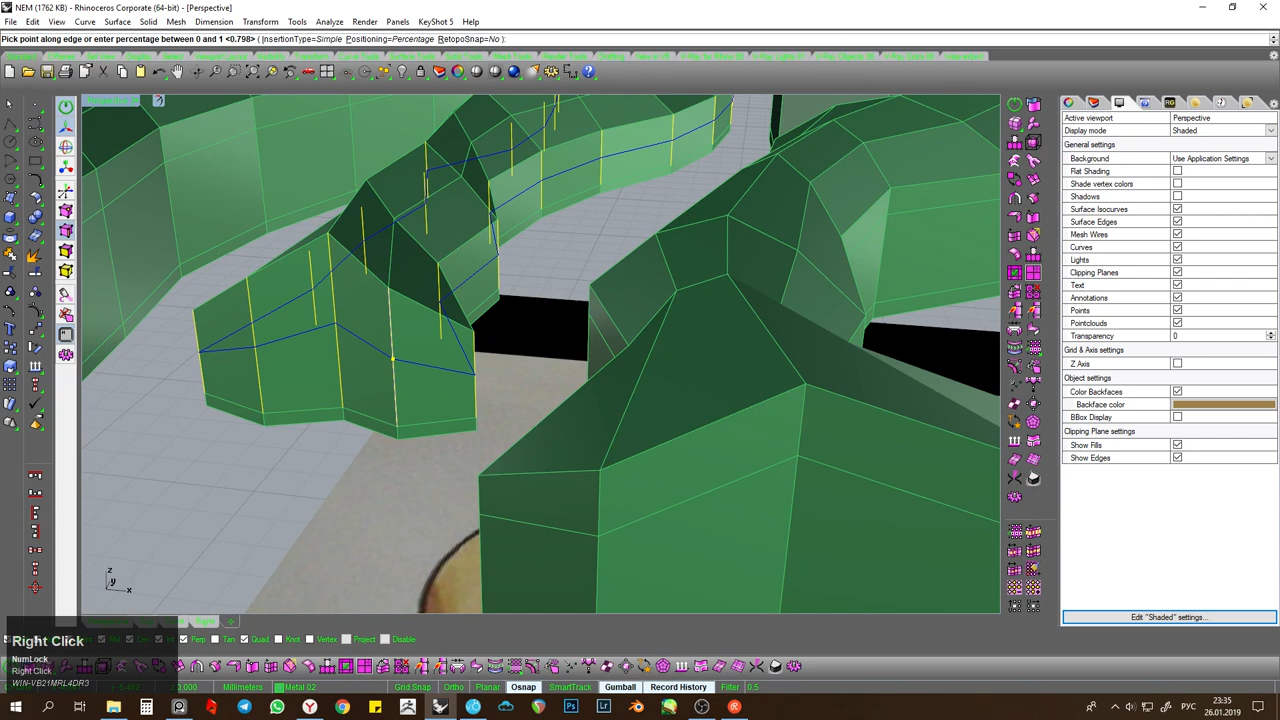 NEM (1762 KB) - Rhinoceros Corporate (64-bit) - [Perspective]
File Edit View Curve Surface Solid Mesh Dimension Transform Tools Analyze Render Panels KeyShot 5 Help
Pick point along edge or enter percentage between 0 and 1 <0.798> ( InsertionType=Simple Positioning=Percentage RetopoSnap=No ):
Active viewport Perspective
Display mode Shaded
General settings
Background Use Application Settings
Flat Shading
Shade vertex colors
Shadows
Surface Isocurves
Surface Edges
Mesh Wires
Curves
Lights
Clipping Planes
Text
Annotations
Points
Pointclouds
Transparency 0
Grid & Axis settings
Z Axis
Object settings
Color Backfaces
Backface color
BBox Display
Clipping Plane settings
Show Fills
Show Edges
Edit "Shaded" settings...
z
y
x
Right
Perp Tan Quad Knot Vertex Project Disable
Right Click
NumLock
Right Click
WIN-VB21MRL4DR3
Millimeters Metal 02 Grid Snap Ortho Planar Osnap SmartTrack Gumball Record History Filter 0.5
РУС 23:35
26.01.2019